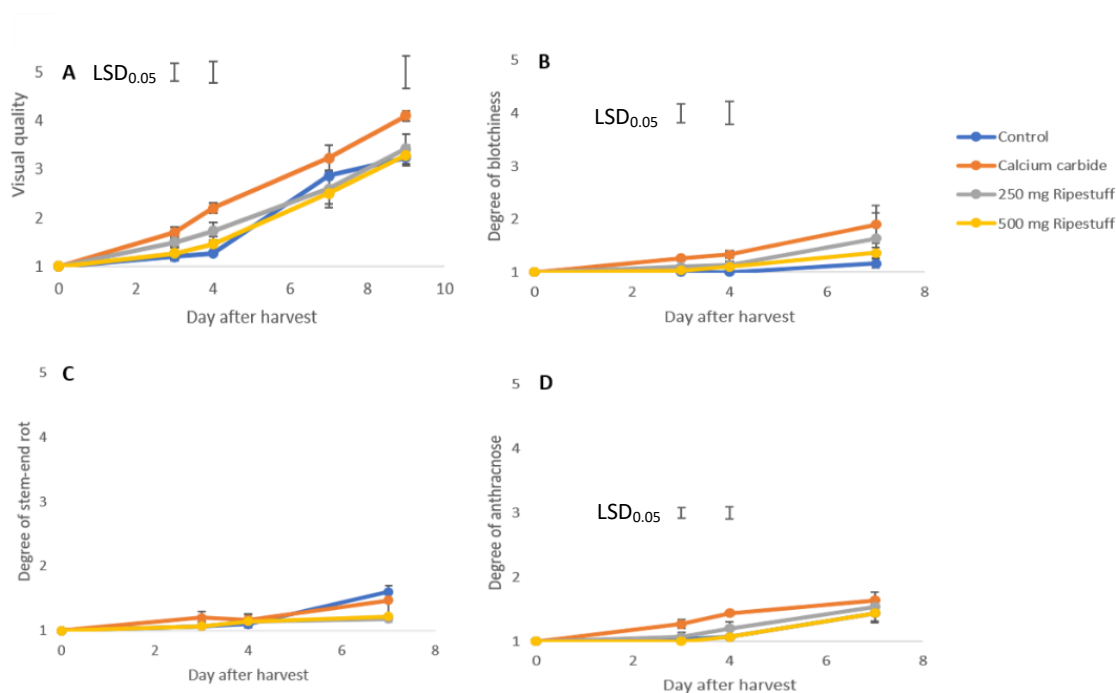 A LSD0.05
Visual quality
5
4
3
2
1
0 2 4 6 8 10
Day after harvest
B
LSD0.05
Degree of blotchiness
5
4
3
2
1
0 2 4 6 8
Day after harvest
Control
Calcium carbide
250 mg Ripestuff
500 mg Ripestuff
C
Degree of stem-end rot
5
4
3
2
1
0 2 4 6 8
Day after harvest
D
LSD0.05
Degree of anthracnose
5
4
3
2
1
0 2 4 6 8
Day after harvest